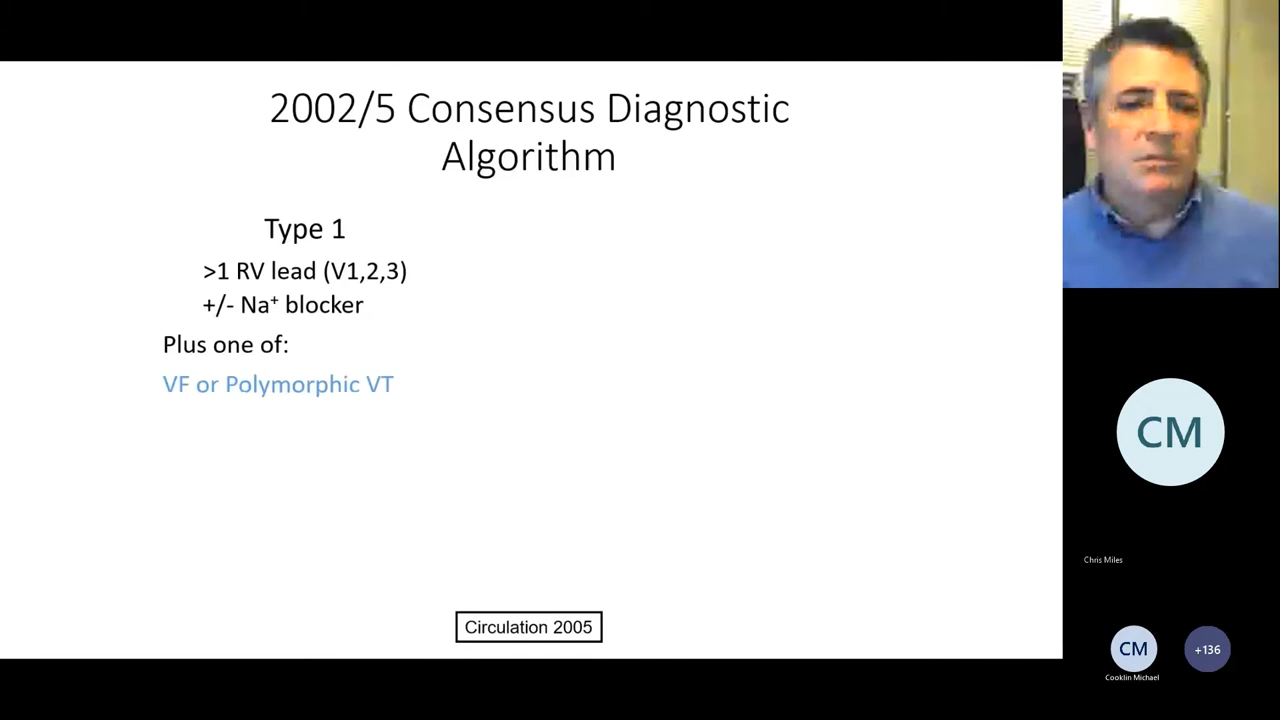 2002/5 Consensus Diagnostic
Algorithm
Type 1
>1 RV lead (V1,2,3)
+/- Na⁺ blocker
Plus one of:
VF or Polymorphic VT
Circulation 2005
CM
Chris Miles
CM
+136
Cooklin Michael